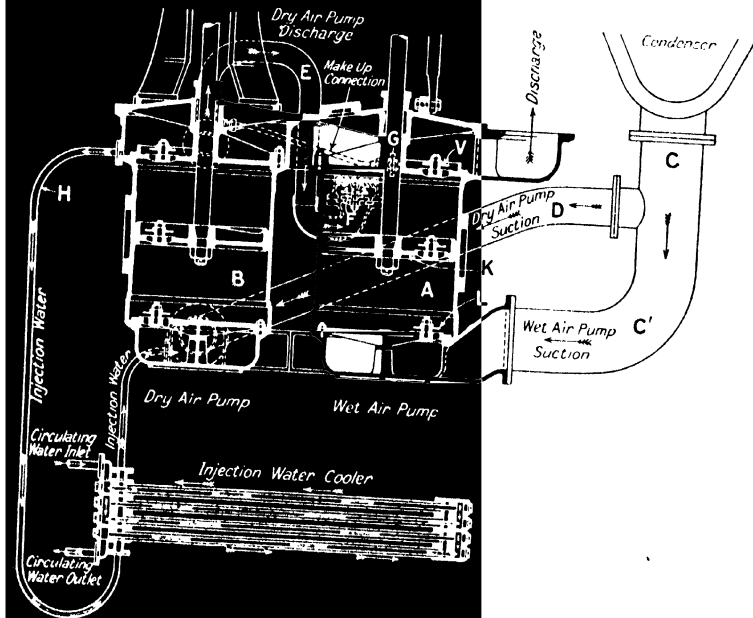 Dry Air Pump
Discharge
Make Up
Connection
Discharge
Condenser
E
G
V
C
H
F
Dry Air Pump
Suction
D
K
B
A
L
Wet Air Pump
Suction
C'
Injection Water
Injection Water
Dry Air Pump
Wet Air Pump
Circulating
Water Inlet
Injection Water Cooler
Circulating
Water Outlet